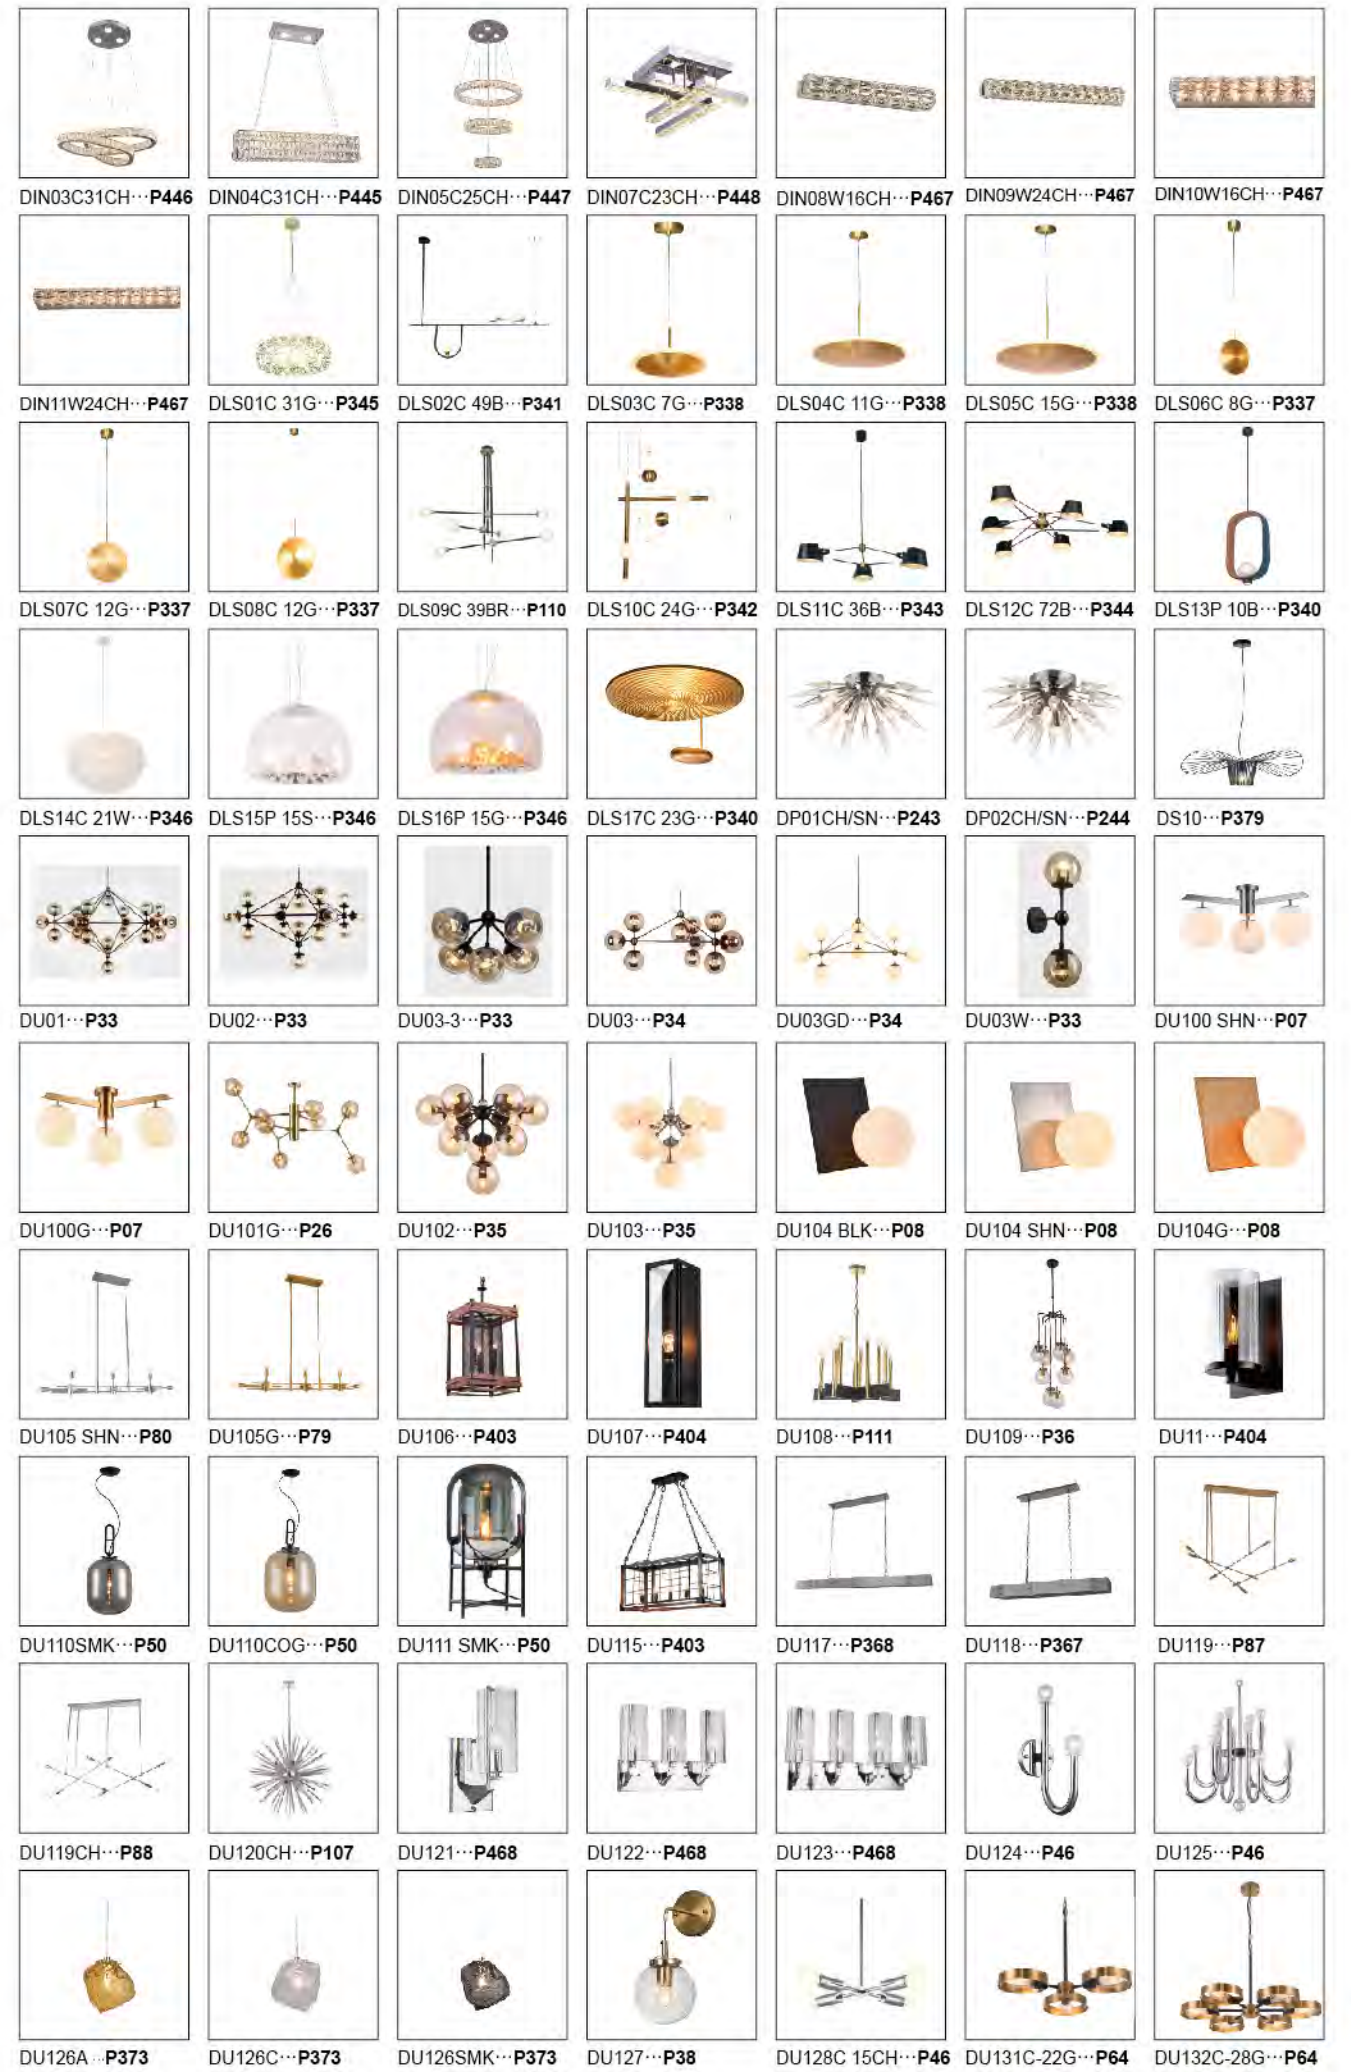 DIN03C31CH···P446 DIN04C31CH···P445 DIN05C25CH···P447 DIN07C23CH···P448 DIN08W16CH···P467 DIN09W24CH···P467 DIN10W16CH···P467
DIN11W24CH···P467 DLS01C 31G···P345 DLS02C 49B···P341 DLS03C 7G···P338 DLS04C 11G···P338 DLS05C 15G···P338 DLS06C 8G···P337
DLS07C 12G···P337 DLS08C 12G···P337 DLS09C 39BR···P110 DLS10C 24G···P342 DLS11C 36B···P343 DLS12C 72B···P344 DLS13P 10B···P340
DLS14C 21W···P346 DLS15P 15S···P346 DLS16P 15G···P346 DLS17C 23G···P340 DP01CH/SN···P243 DP02CH/SN···P244 DS10···P379
DU01···P33 DU02···P33 DU03-3···P33 DU03···P34 DU03GD···P34 DU03W···P33 DU100 SHN···P07
DU100G···P07 DU101G···P26 DU102···P35 DU103···P35 DU104 BLK···P08 DU104 SHN···P08 DU104G···P08
DU105 SHN···P80 DU105G···P79 DU106···P403 DU107···P404 DU108···P111 DU109···P36 DU11···P404
DU110SMK···P50 DU110COG···P50 DU111 SMK···P50 DU115···P403 DU117···P368 DU118···P367 DU119···P87
DU119CH···P88 DU120CH···P107 DU121···P468 DU122···P468 DU123···P468 DU124···P46 DU125···P46
DU126A···P373 DU126C···P373 DU126SMK···P373 DU127···P38 DU128C 15CH···P46 DU131C-22G···P64 DU132C-28G···P64